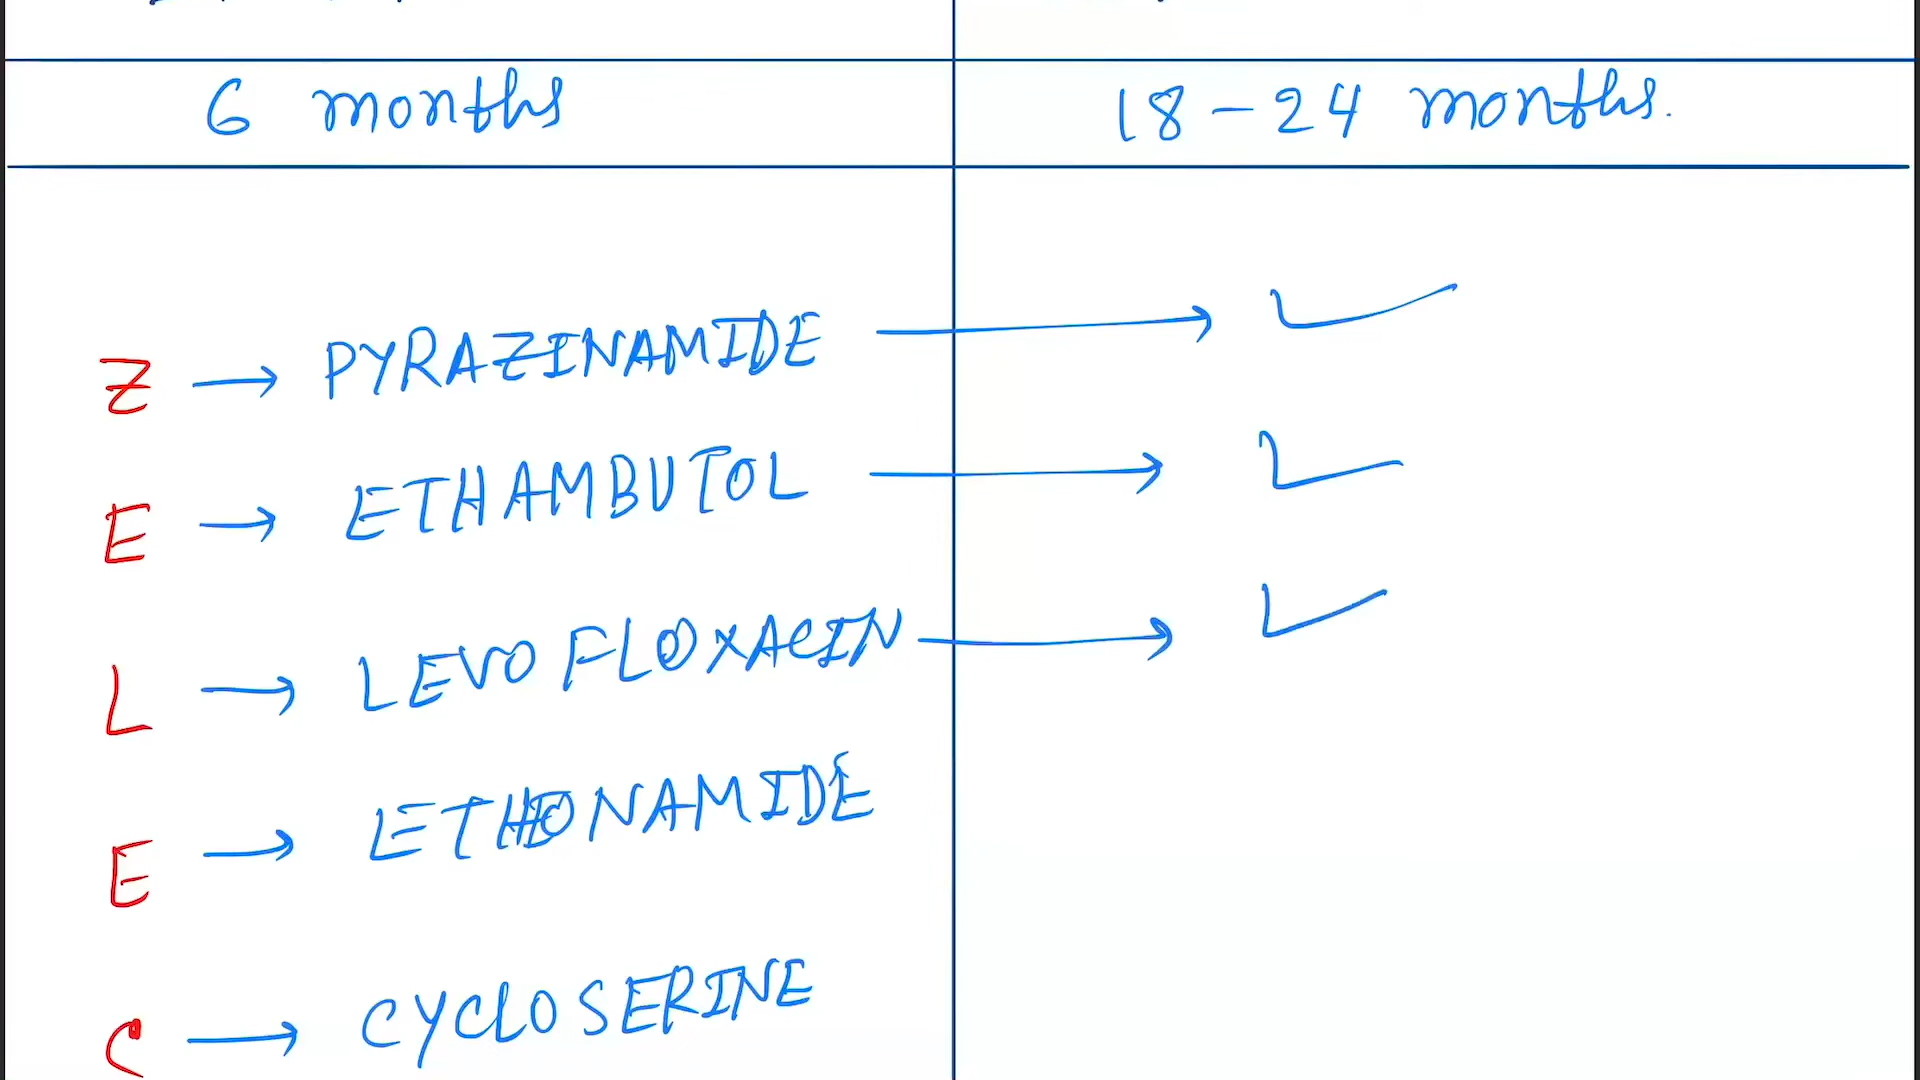 6 months 18-24 months.
Z → PYRAZINAMIDE → ✓
E → ETHAMBUTOL → ✓
L → LEVOFLOXACIN → ✓
E → ETHIONAMIDE
C → CYCLOSERINE